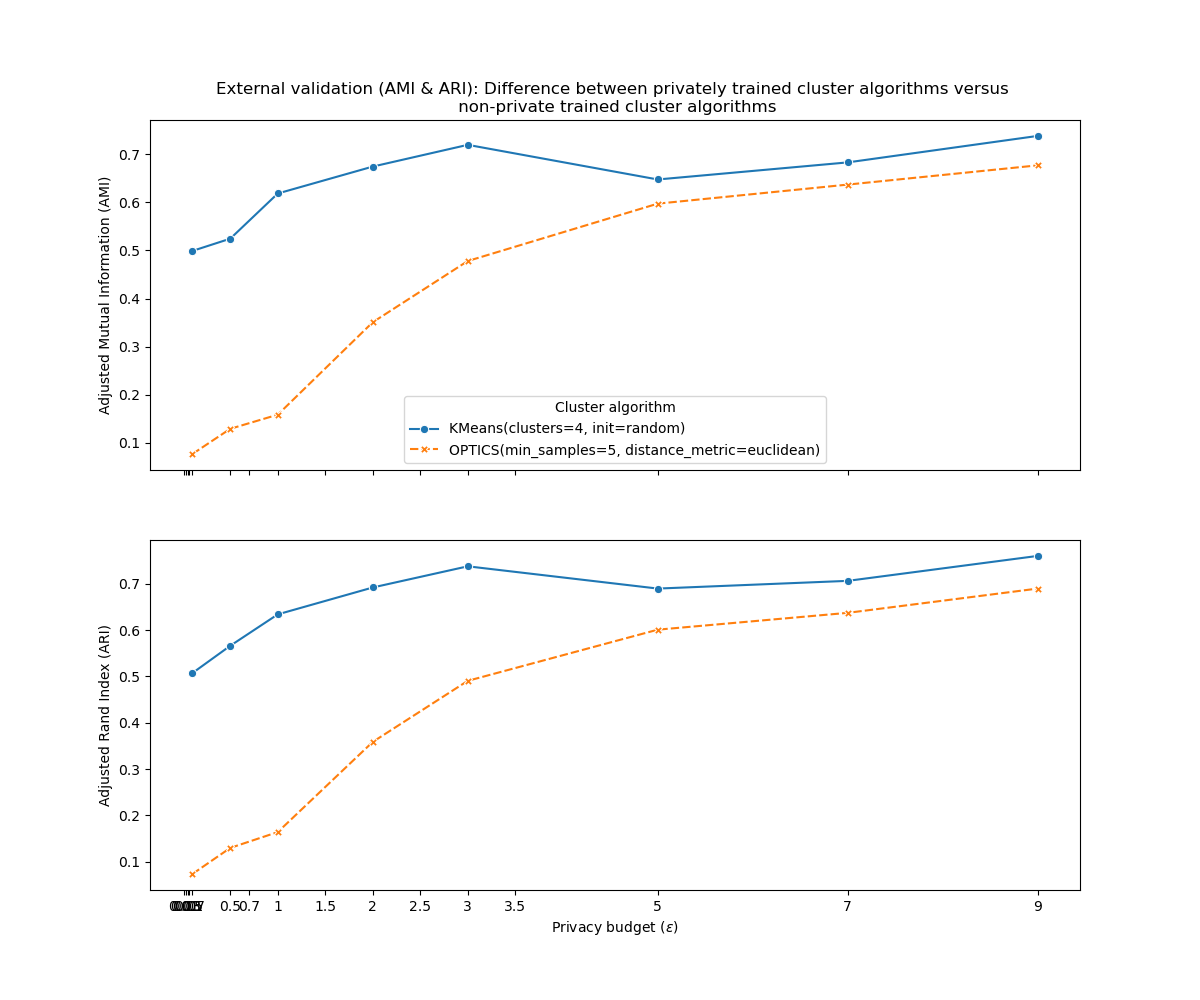 External validation (AMI & ARI): Difference between privately trained cluster algorithms versus
non-private trained cluster algorithms
0.7
0.6
0.5
0.4
0.3
0.2
0.1
Adjusted Mutual Information (AMI)
Cluster algorithm
KMeans(clusters=4, init=random)
OPTICS(min_samples=5, distance_metric=euclidean)
0.7
0.6
0.5
0.4
0.3
0.2
0.1
Adjusted Rand Index (ARI)
0.5 0.7 1 1.5 2 2.5 3 3.5 5 7 9
Privacy budget (ε)